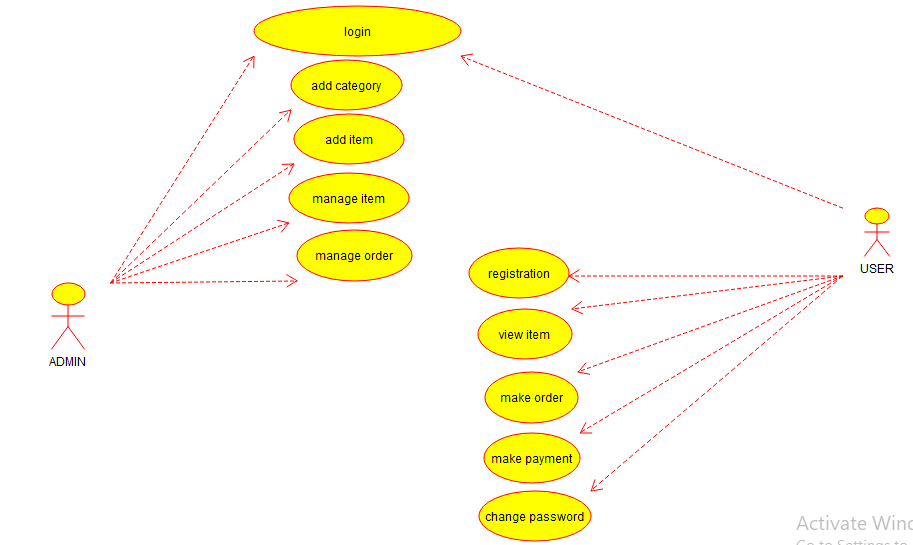 login
add category
add item
manage item
manage order
ADMIN
USER
registration
view item
make order
make payment
change password
Activate Wind
Go to Settings to